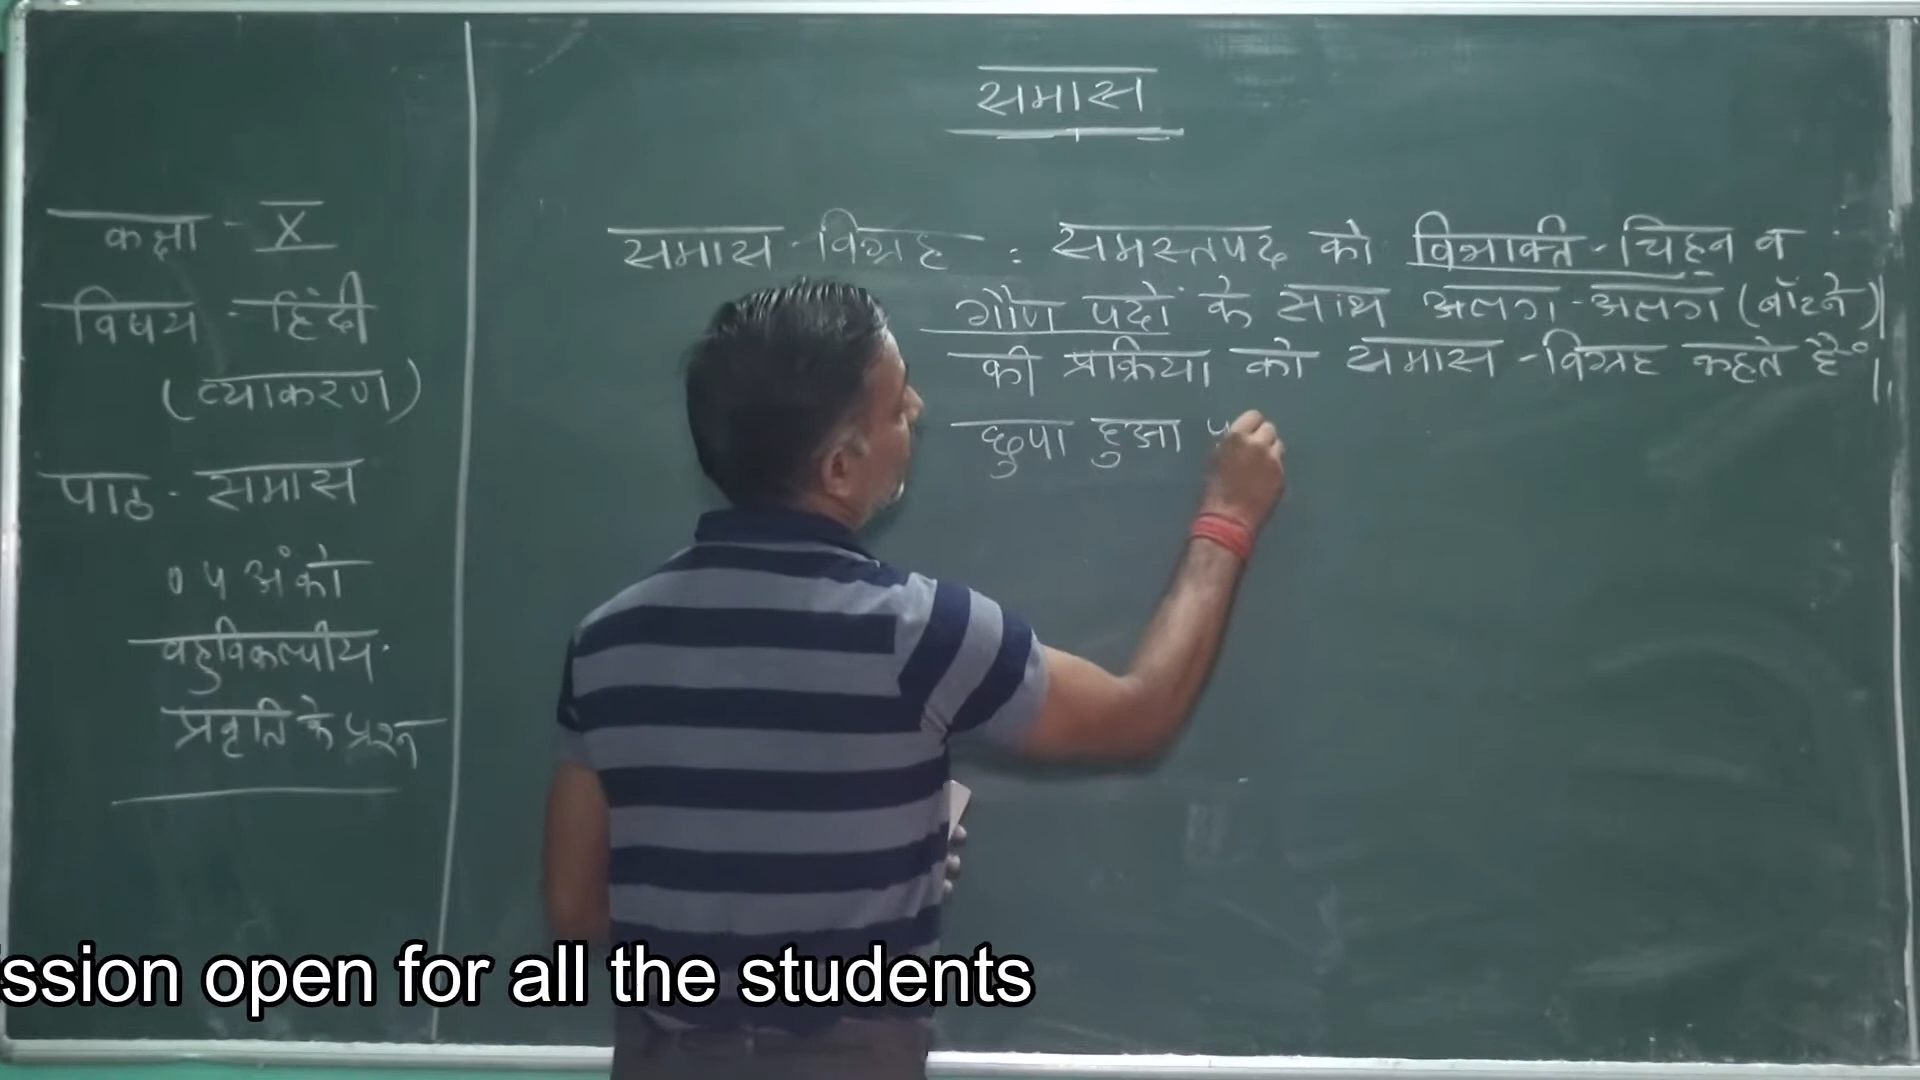 समास
कक्षा - X
विषय - हिंदी
(व्याकरण)
पाठ - समास
०५ अंको
बहुविकल्पीय
प्रवृति के प्रश्न
समास - विग्रह : समस्तपद को विभक्ति - चिह्न व
गौण पदों के साथ अलग - अलग (बाँटने)
की प्रक्रिया को समास - विग्रह कहते हैं।
छुपा हुआ
ssion open for all the students